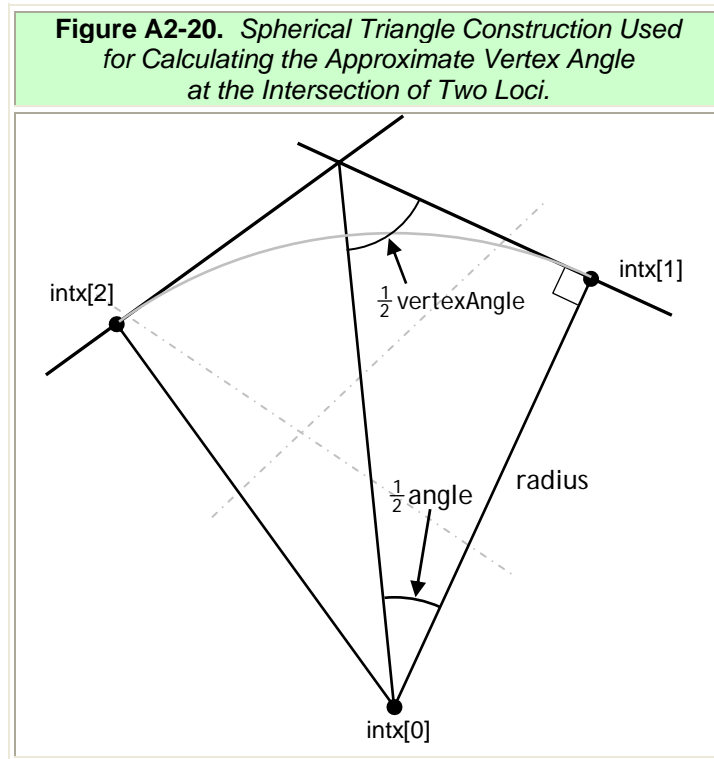 Figure A2-20. Spherical Triangle Construction Used
for Calculating the Approximate Vertex Angle
at the Intersection of Two Loci.
intx[2]
intx[1]
½ vertexAngle
radius
½ angle
intx[0]